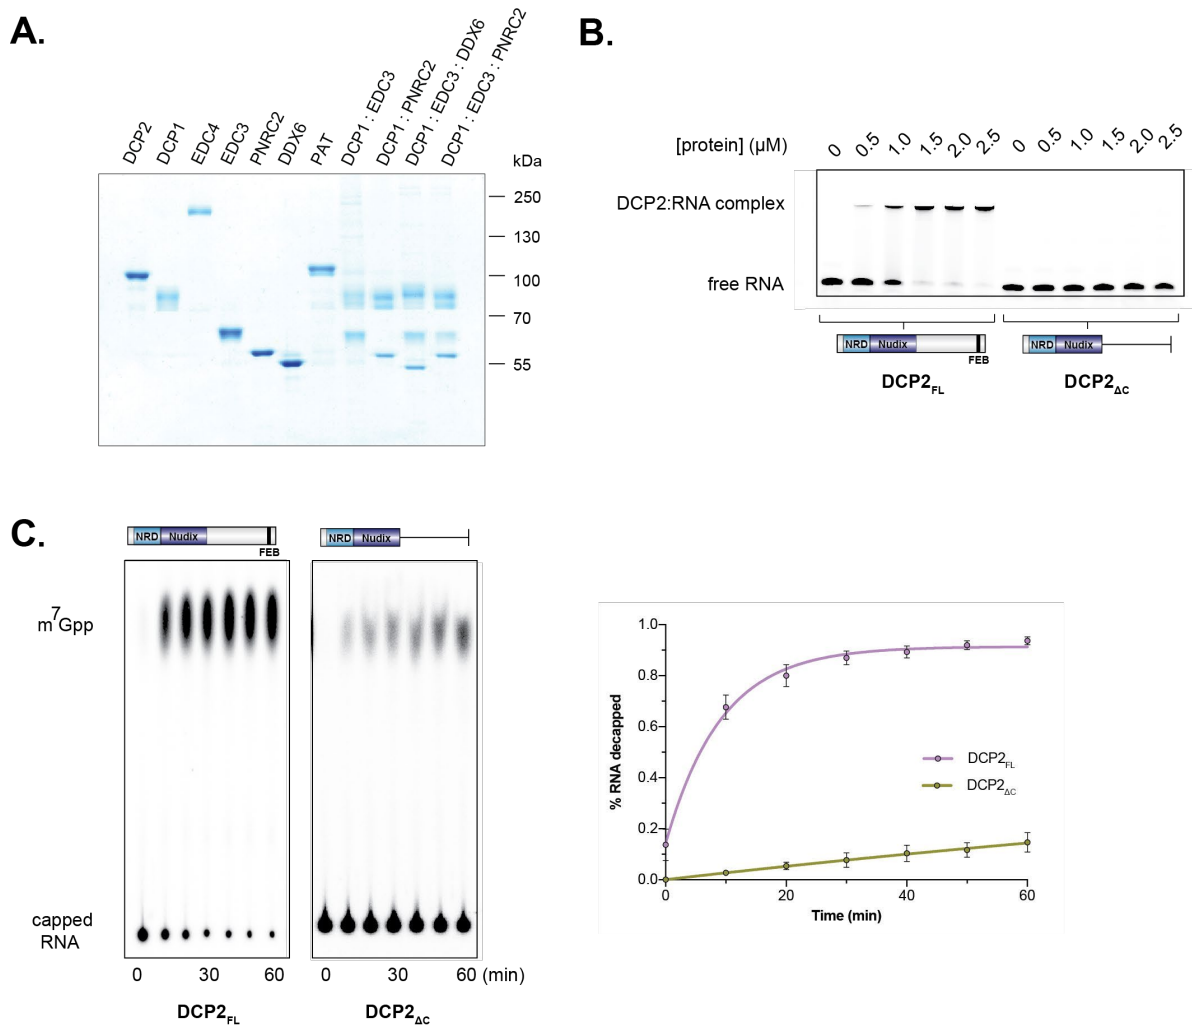 A.
DCP2
DCP1
EDC4
EDC3
PNRC2
DDX6
PAT
DCP1 : EDC3
DCP1 : PNRC2
DCP1 : EDC3 : DDX6
DCP1 : EDC3 : PNRC2
kDa
250
130
100
70
55
B.
[protein] (µM)
0 0.5 1.0 1.5 2.0 2.5 0 0.5 1.0 1.5 2.0 2.5
DCP2:RNA complex
free RNA
NRD Nudix FEB
NRD Nudix
DCP2FL
DCP2ΔC
C.
NRD Nudix FEB
NRD Nudix
m7Gpp
capped
RNA
0 30 60 0 30 60 (min)
DCP2FL
DCP2ΔC
% RNA decapped
1.0
0.8
0.6
0.4
0.2
0.0
DCP2FL
DCP2ΔC
0 20 40 60
Time (min)